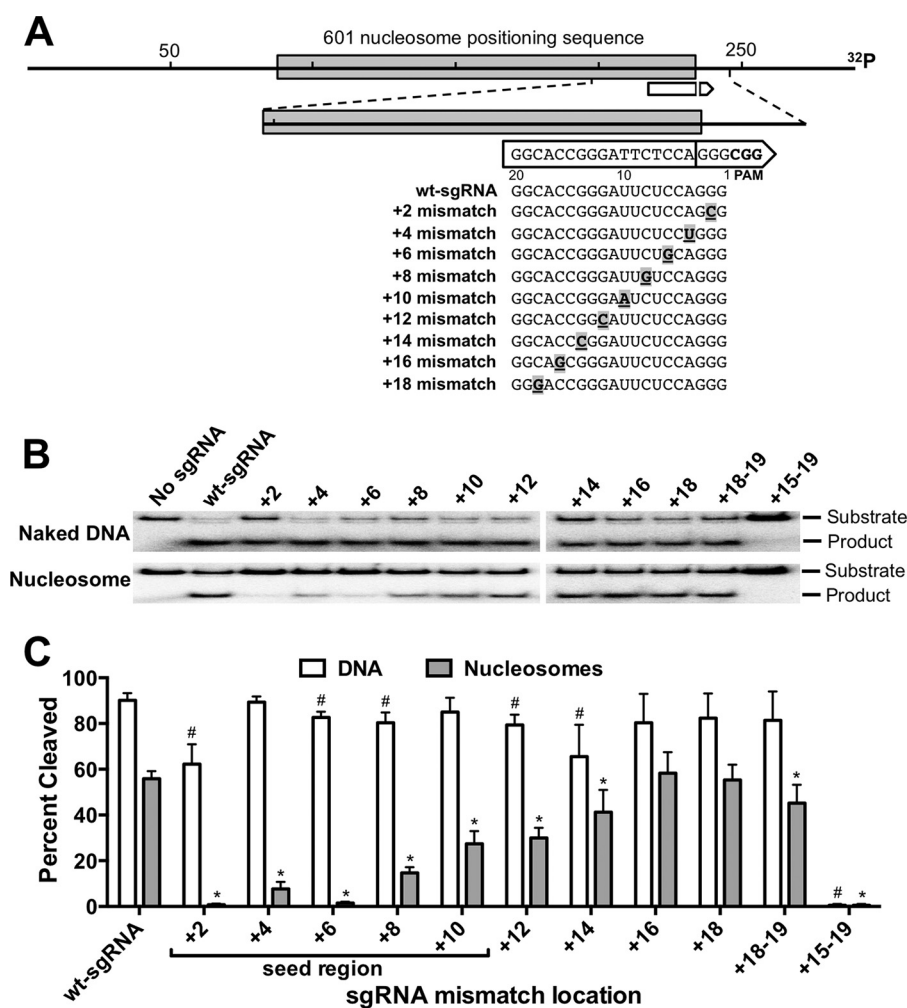 A
601 nucleosome positioning sequence
50
250
32P
GGCACCGGGATTCTCCAGGGCGG
20 10 1 PAM
wt-sgRNA GGCACCGGGAUUCUCCAGGG
+2 mismatch GGCACCGGGAUUCUCCAGCG
+4 mismatch GGCACCGGGAUUCUCCUGGG
+6 mismatch GGCACCGGGAUUCUGCAGGG
+8 mismatch GGCACCGGGAUUGUCCAGGG
+10 mismatch GGCACCGGGAAUCUCCAGGG
+12 mismatch GGCACCGGCAUUCUCCAGGG
+14 mismatch GGCACCCGGAUUCUCCAGGG
+16 mismatch GGCAGCGGGAUUCUCCAGGG
+18 mismatch GGGACCGGGAUUCUCCAGGG
B
No sgRNA wt-sgRNA +2 +4 +6 +8 +10 +12 +14 +16 +18 +18-19 +15-19
Naked DNA
Substrate
Product
Nucleosome
Substrate
Product
C
DNA Nucleosomes
Percent Cleaved
100
80
60
40
20
0
# * * # * # * * # * # * * # *
wt-sgRNA +2 +4 +6 +8 +10 +12 +14 +16 +18 +18-19 +15-19
seed region
sgRNA mismatch location